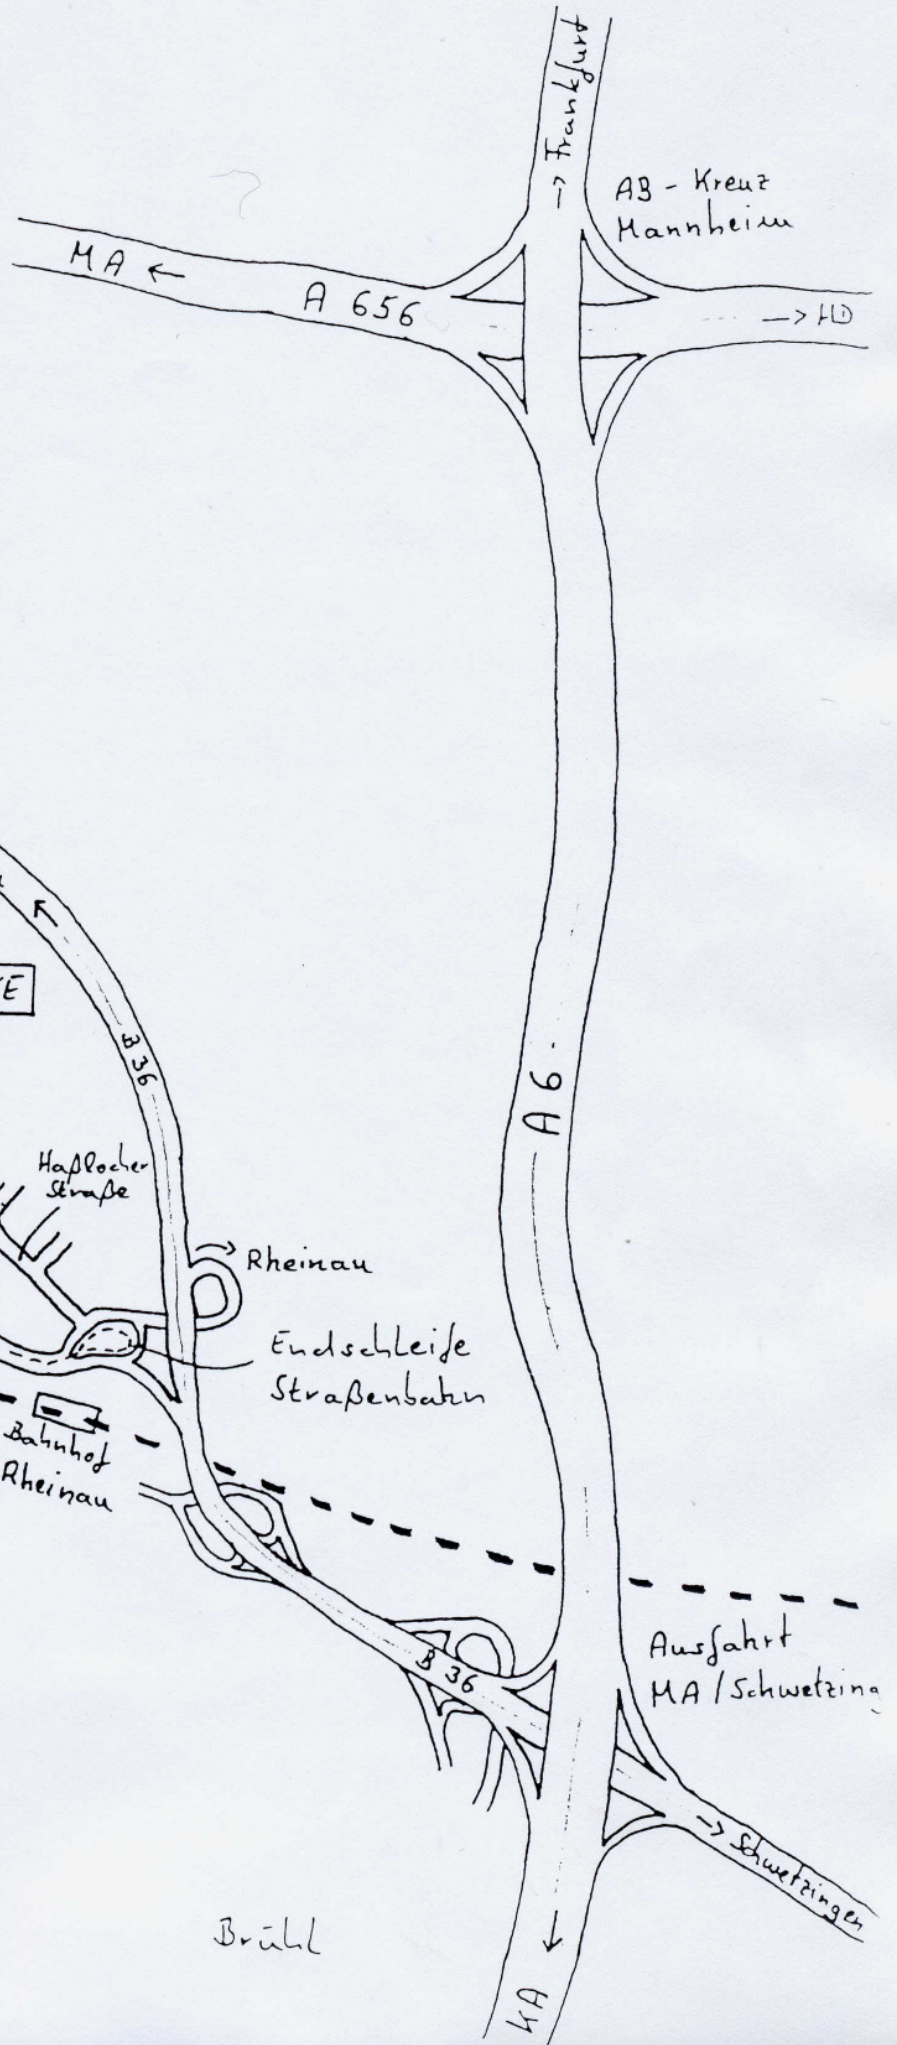 → Frankfurt
AB - Kreuz
Mannheim
MA ←
A 656
→ HD
B 36
A 6
Haßlocher
Straße
→ Rheinau
Endschleife
Straßenbahn
Bahnhof
Rheinau
B 36
Ausfahrt
MA / Schwetzing
→ Schwetzingen
Brühl
← KA